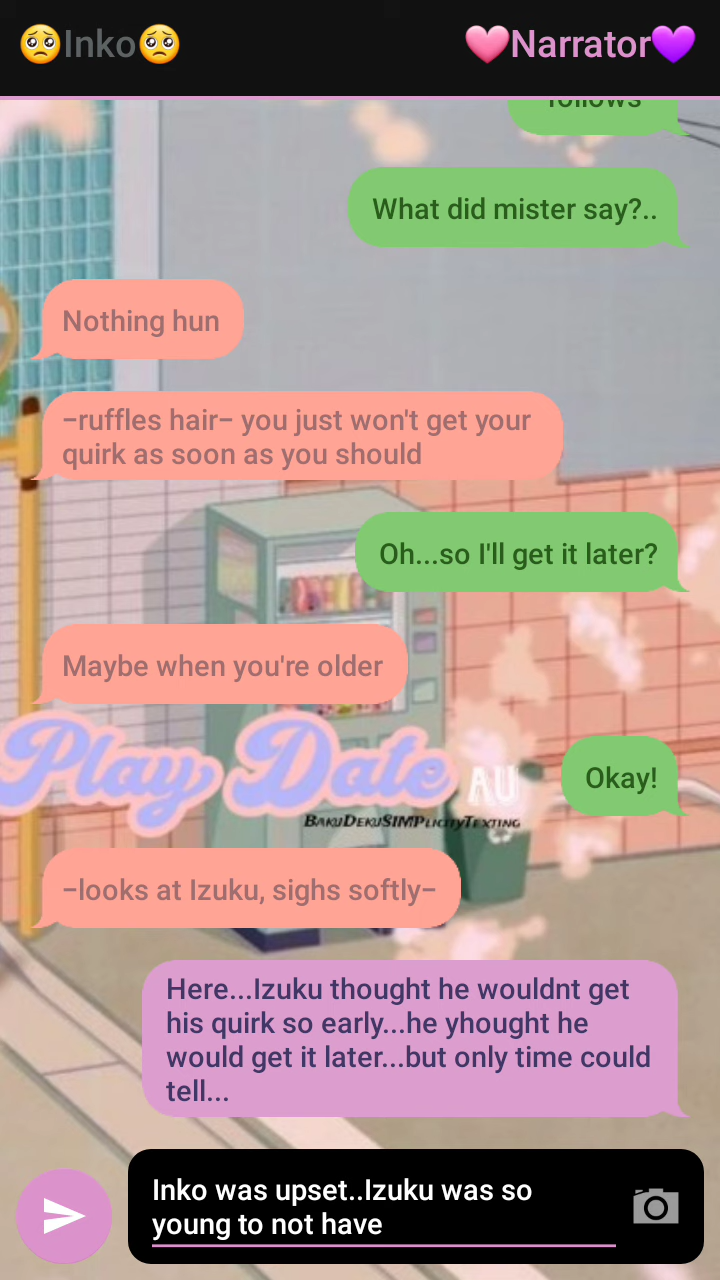 🥺Inko🥺
💗Narrator💜
follows
What did mister say?..
Nothing hun
–ruffles hair– you just won't get your
quirk as soon as you should
Oh...so I'll get it later?
Maybe when you're older
Play Date AU
BakuDekuSIMPlicityTexting
Okay!
–looks at Izuku, sighs softly–
Here...Izuku thought he wouldnt get
his quirk so early...he yhought he
would get it later...but only time could
tell...
Inko was upset..Izuku was so
young to not have